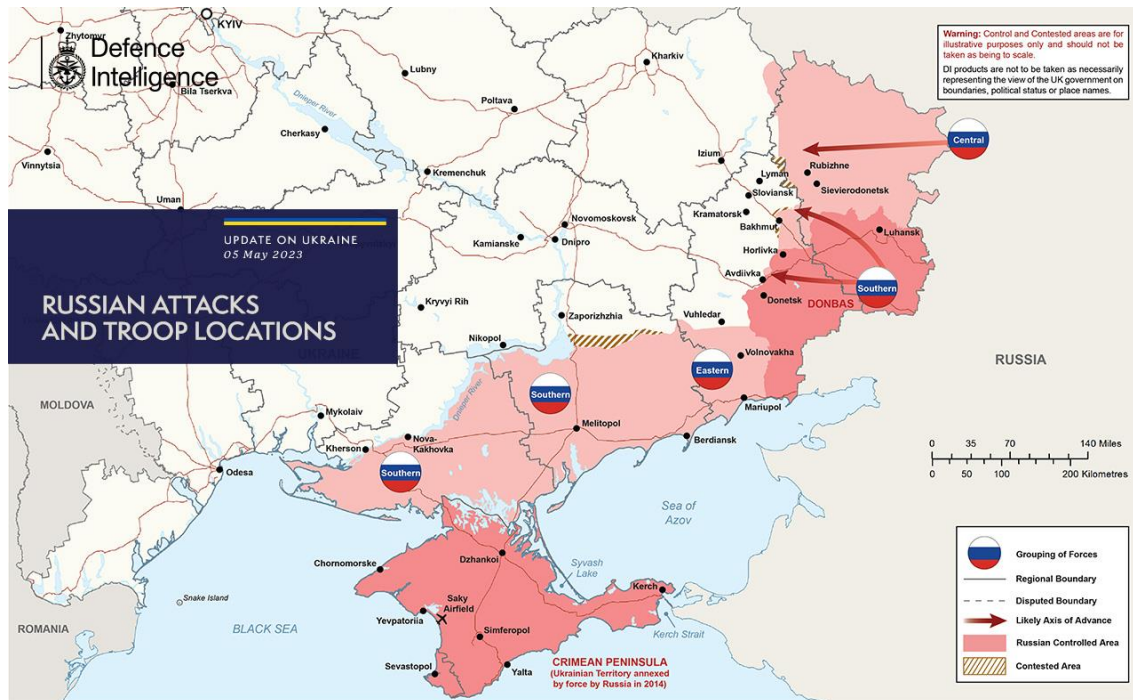 KYIV
Zhytomyr
Defence
Intelligence
Bila Tserkva
Lubny
Kharkiv
Warning: Control and Contested areas are for
illustrative purposes only and should not be
taken as being to scale.
DI products are not to be taken as necessarily
representing the view of the UK government on
boundaries, political status or place names.
Dnieper River
Poltava
Cherkasy
Central
Vinnytsia
Izium
Rubizhne
Kremenchuk
Lyman
Sievierodonetsk
Sloviansk
Uman
Kramatorsk
Novomoskovsk
Bakhmut
UPDATE ON UKRAINE
05 May 2023
Kamianske
Dnipro
Luhansk
Horlivka
Avdiivka
Southern
RUSSIAN ATTACKS
AND TROOP LOCATIONS
Kryvyi Rih
Donetsk
DONBAS
Zaporizhzhia
Vuhledar
Nikopol
UKRAINE
Volnovakha
RUSSIA
Eastern
Dnieper River
Southern
MOLDOVA
Mariupol
Mykolaiv
Melitopol
Nova-
Kakhovka
Berdiansk
Kherson
0 35 70 140 Miles
0 50 100 200 Kilometres
Odesa
Southern
Sea of
Azov
Grouping of Forces
Dzhankoi
Chornomorske
Syvash
Lake
Regional Boundary
Kerch
Disputed Boundary
Snake Island
Saky
Airfield
Yevpatoriia
Likely Axis of Advance
ROMANIA
BLACK SEA
Simferopol
Kerch Strait
Russian Controlled Area
Sevastopol
Yalta
CRIMEAN PENINSULA
(Ukrainian Territory annexed
by force by Russia in 2014)
Contested Area